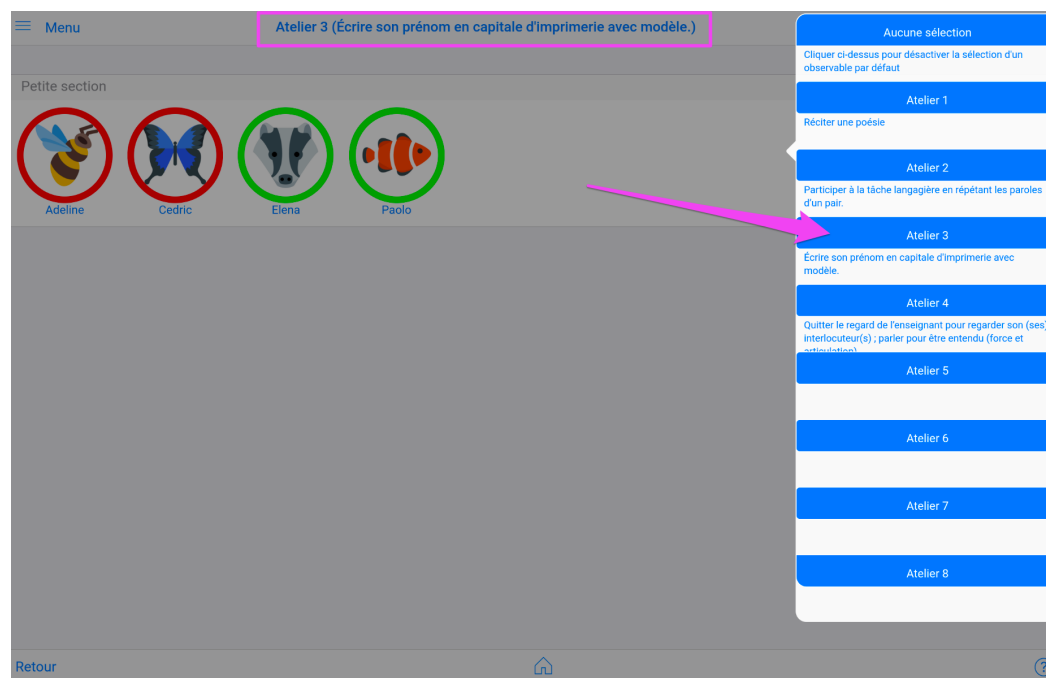 Menu
Atelier 3 (Écrire son prénom en capitale d'imprimerie avec modèle.)
Petite section
Adeline
Cedric
Elena
Paolo
Aucune sélection
Cliquer ci-dessus pour désactiver la sélection d'un
observable par défaut
Atelier 1
Réciter une poésie
Atelier 2
Participer à la tâche langagière en répétant les paroles
d'un pair.
Atelier 3
Écrire son prénom en capitale d'imprimerie avec
modèle.
Atelier 4
Quitter le regard de l'enseignant pour regarder son (ses)
interlocuteur(s) ; parler pour être entendu (force et
articulation)
Atelier 5
Atelier 6
Atelier 7
Atelier 8
Retour
?